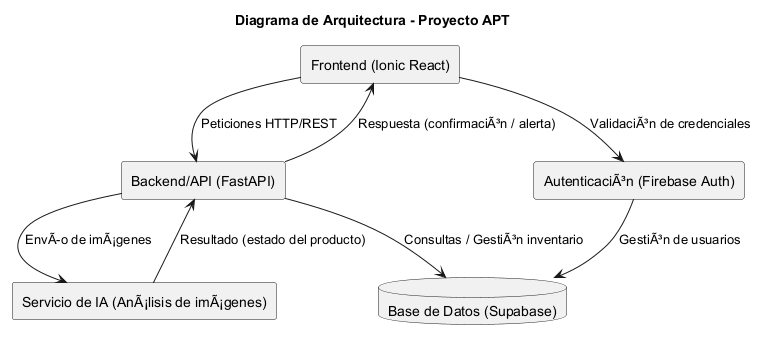 Diagrama de Arquitectura - Proyecto APT
Frontend (Ionic React)
Peticiones HTTP/REST
Respuesta (confirmaciÃ³n / alerta)
ValidaciÃ³n de credenciales
Backend/API (FastAPI)
AutenticaciÃ³n (Firebase Auth)
EnvÃ-o de imÃ¡genes
Resultado (estado del producto)
Consultas / GestiÃ³n inventario
GestiÃ³n de usuarios
Servicio de IA (AnÃ¡lisis de imÃ¡genes)
Base de Datos (Supabase)